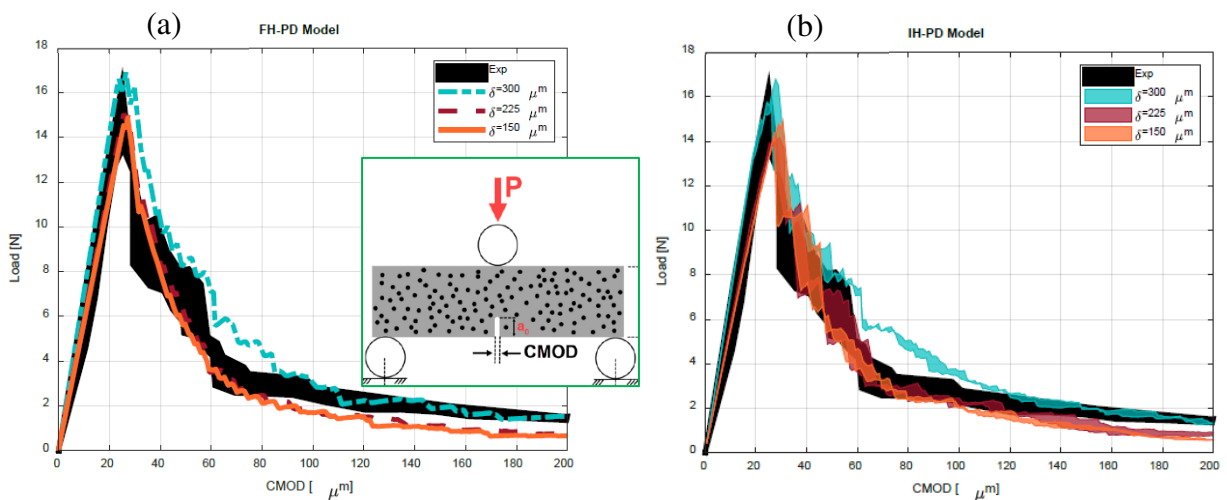 (a)
FH-PD Model
18
16
14
12
10
8
6
4
2
0
Load [N]
0 20 40 60 80 100 120 140 160 180 200
CMOD [ μm]
Exp
δ=300 μm
δ=225 μm
δ=150 μm
P
a₀
CMOD
(b)
IH-PD Model
18
16
14
12
10
8
6
4
2
0
Load [N]
0 20 40 60 80 100 120 140 160 180 200
CMOD [ μm]
Exp
δ=300 μm
δ=225 μm
δ=150 μm